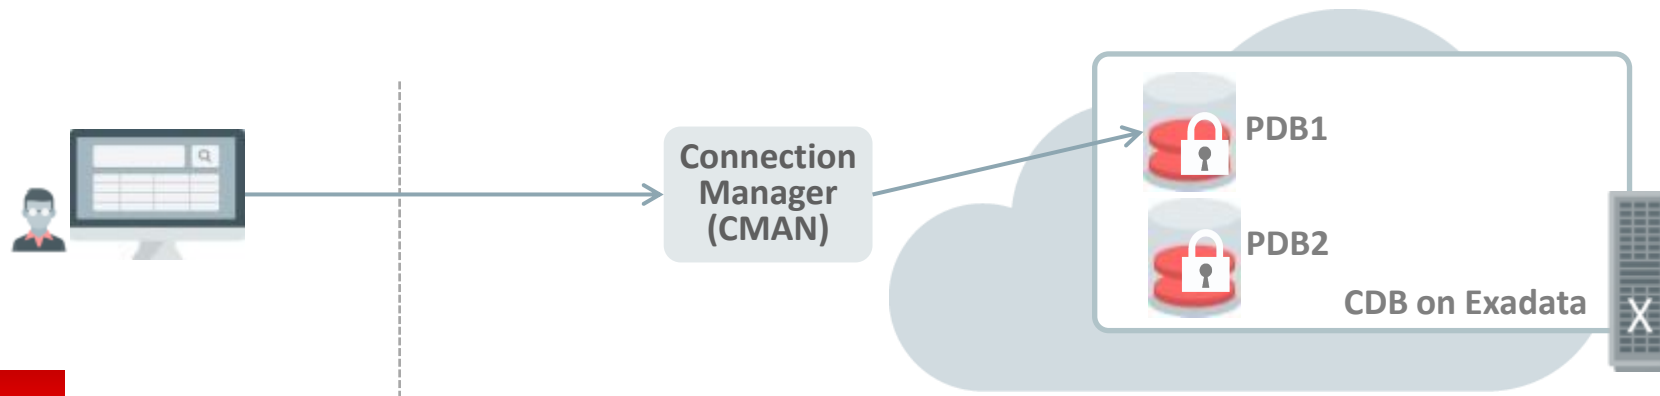 Connection
Manager
(CMAN)
PDB1
PDB2
CDB on Exadata
X